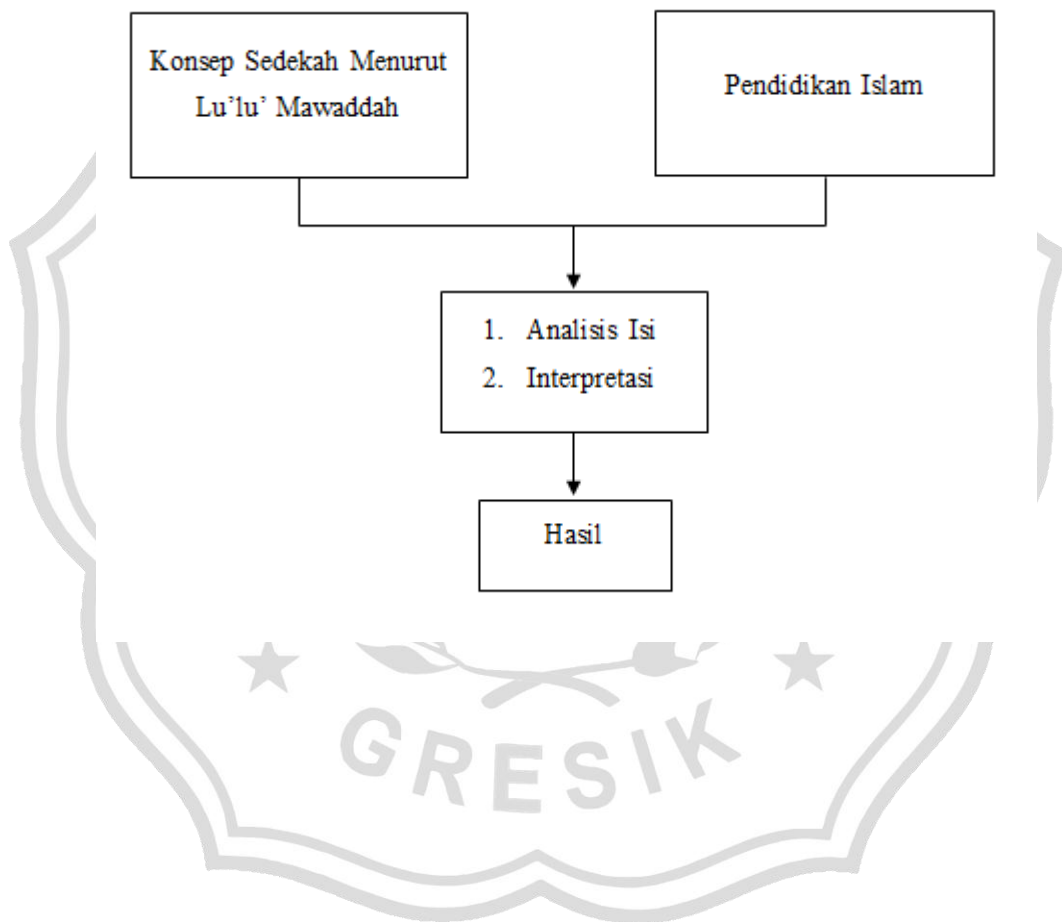 Konsep Sedekah Menurut
Lu’lu’ Mawaddah
Pendidikan Islam
1. Analisis Isi
2. Interpretasi
Hasil
GRESIK